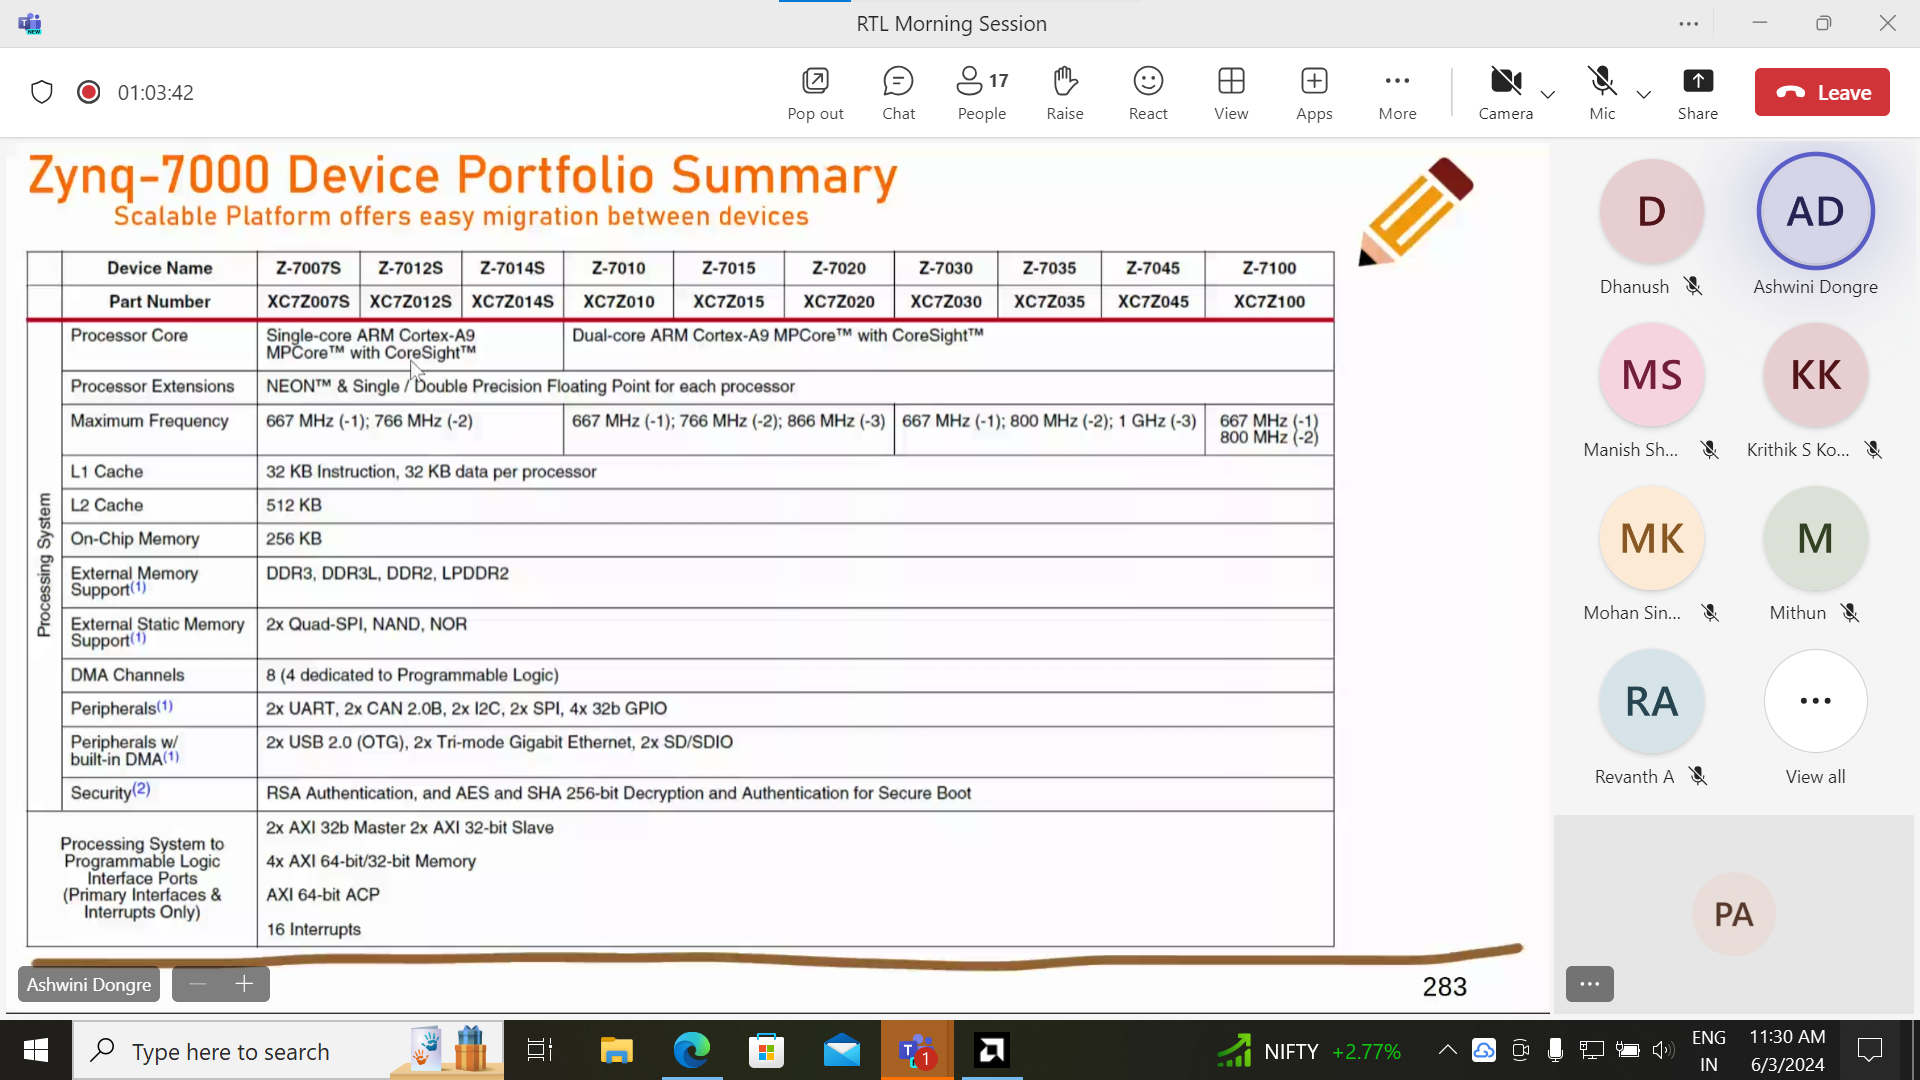 RTL Morning Session
01:03:42
Pop out
Chat
17
People
Raise
React
View
Apps
More
Camera
Mic
Share
Leave
Zynq-7000 Device Portfolio Summary
Scalable Platform offers easy migration between devices
Device Name Z-7007S Z-7012S Z-7014S Z-7010 Z-7015 Z-7020 Z-7030 Z-7035 Z-7045 Z-7100
Part Number XC7Z007S XC7Z012S XC7Z014S XC7Z010 XC7Z015 XC7Z020 XC7Z030 XC7Z035 XC7Z045 XC7Z100
Processing System
Processor Core
Single-core ARM Cortex-A9
MPCore™ with CoreSight™
Dual-core ARM Cortex-A9 MPCore™ with CoreSight™
Processor Extensions NEON™ & Single / Double Precision Floating Point for each processor
Maximum Frequency 667 MHz (-1); 766 MHz (-2) 667 MHz (-1); 766 MHz (-2); 866 MHz (-3) 667 MHz (-1); 800 MHz (-2); 1 GHz (-3) 667 MHz (-1)
800 MHz (-2)
L1 Cache 32 KB Instruction, 32 KB data per processor
L2 Cache 512 KB
On-Chip Memory 256 KB
External Memory
Support(1)
DDR3, DDR3L, DDR2, LPDDR2
External Static Memory
Support(1)
2x Quad-SPI, NAND, NOR
DMA Channels 8 (4 dedicated to Programmable Logic)
Peripherals(1) 2x UART, 2x CAN 2.0B, 2x I2C, 2x SPI, 4x 32b GPIO
Peripherals w/
built-in DMA(1)
2x USB 2.0 (OTG), 2x Tri-mode Gigabit Ethernet, 2x SD/SDIO
Security(2) RSA Authentication, and AES and SHA 256-bit Decryption and Authentication for Secure Boot
Processing System to
Programmable Logic
Interface Ports
(Primary Interfaces &
Interrupts Only)
2x AXI 32b Master 2x AXI 32-bit Slave
4x AXI 64-bit/32-bit Memory
AXI 64-bit ACP
16 Interrupts
Ashwini Dongre
283
D
Dhanush
AD
Ashwini Dongre
MS
Manish Sh...
KK
Krithik S Ko...
MK
Mohan Sin...
M
Mithun
RA
Revanth A
View all
PA
Type here to search
1
NIFTY +2.77%
ENG
IN
11:30 AM
6/3/2024
NEW